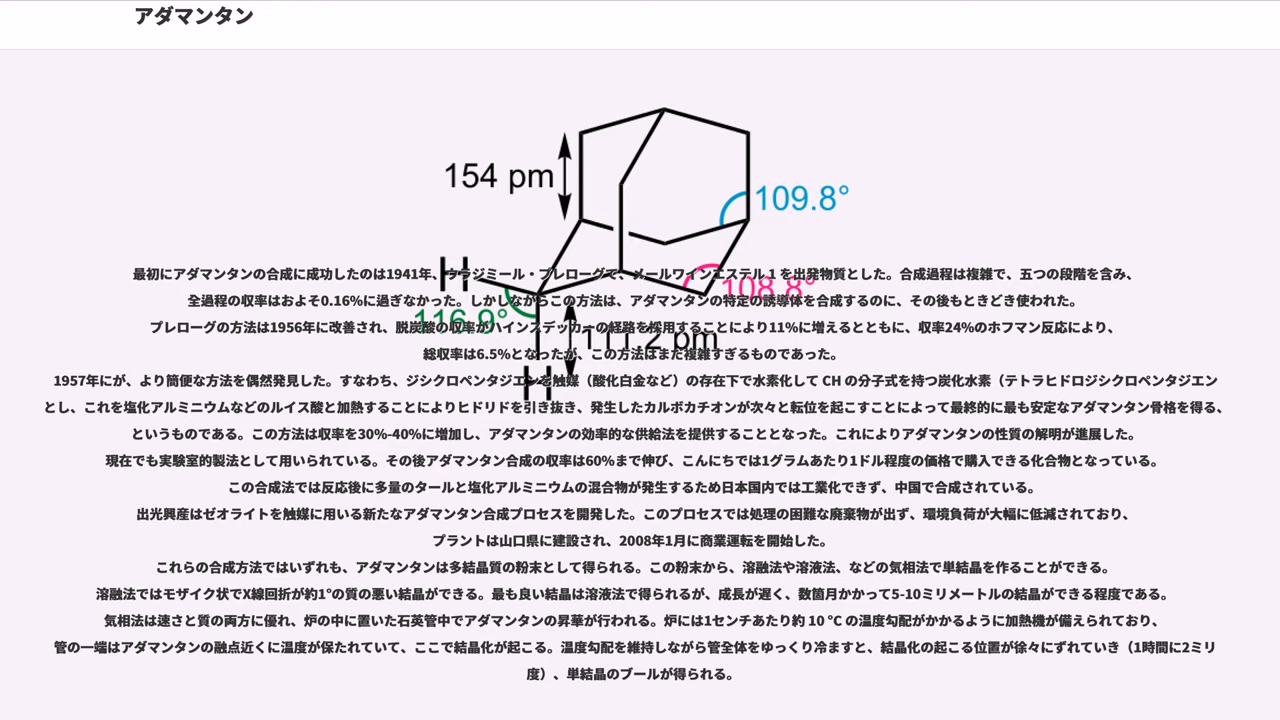 アダマンタン
154 pm
109.8°
H
108.8°
116.9°
111.2 pm
H
最初にアダマンタンの合成に成功したのは1941年、ウラジミール・プレローグで、メールワインエステル 1 を出発物質とした。合成過程は複雑で、五つの段階を含み、
全過程の収率はおよそ0.16%に過ぎなかった。しかしながらこの方法は、アダマンタンの特定の誘導体を合成するのに、その後もときどき使われた。
プレローグの方法は1956年に改善され、脱炭酸の収率がハインスデッカーの経路を採用することにより11%に増えるとともに、収率24%のホフマン反応により、
総収率は6.5%となったが、この方法はまだ複雑すぎるものであった。
1957年にが、より簡便な方法を偶然発見した。すなわち、ジシクロペンタジエンを触媒（酸化白金など）の存在下で水素化して CH の分子式を持つ炭化水素（テトラヒドロジシクロペンタジエン
とし、これを塩化アルミニウムなどのルイス酸と加熱することによりヒドリドを引き抜き、発生したカルボカチオンが次々と転位を起こすことによって最終的に最も安定なアダマンタン骨格を得る、
というものである。この方法は収率を30%-40%に増加し、アダマンタンの効率的な供給法を提供することとなった。これによりアダマンタンの性質の解明が進展した。
現在でも実験室的製法として用いられている。その後アダマンタン合成の収率は60%まで伸び、こんにちでは1グラムあたり1ドル程度の価格で購入できる化合物となっている。
この合成法では反応後に多量のタールと塩化アルミニウムの混合物が発生するため日本国内では工業化できず、中国で合成されている。
出光興産はゼオライトを触媒に用いる新たなアダマンタン合成プロセスを開発した。このプロセスでは処理の困難な廃棄物が出ず、環境負荷が大幅に低減されており、
プラントは山口県に建設され、2008年1月に商業運転を開始した。
これらの合成方法ではいずれも、アダマンタンは多結晶質の粉末として得られる。この粉末から、溶融法や溶液法、などの気相法で単結晶を作ることができる。
溶融法ではモザイク状でX線回折が約1°の質の悪い結晶ができる。最も良い結晶は溶液法で得られるが、成長が遅く、数箇月かかって5-10ミリメートルの結晶ができる程度である。
気相法は速さと質の両方に優れ、炉の中に置いた石英管中でアダマンタンの昇華が行われる。炉には1センチあたり約 10 ℃ の温度勾配がかかるように加熱機が備えられており、
管の一端はアダマンタンの融点近くに温度が保たれていて、ここで結晶化が起こる。温度勾配を維持しながら管全体をゆっくり冷ますと、結晶化の起こる位置が徐々にずれていき（1時間に2ミリ
度）、単結晶のブールが得られる。